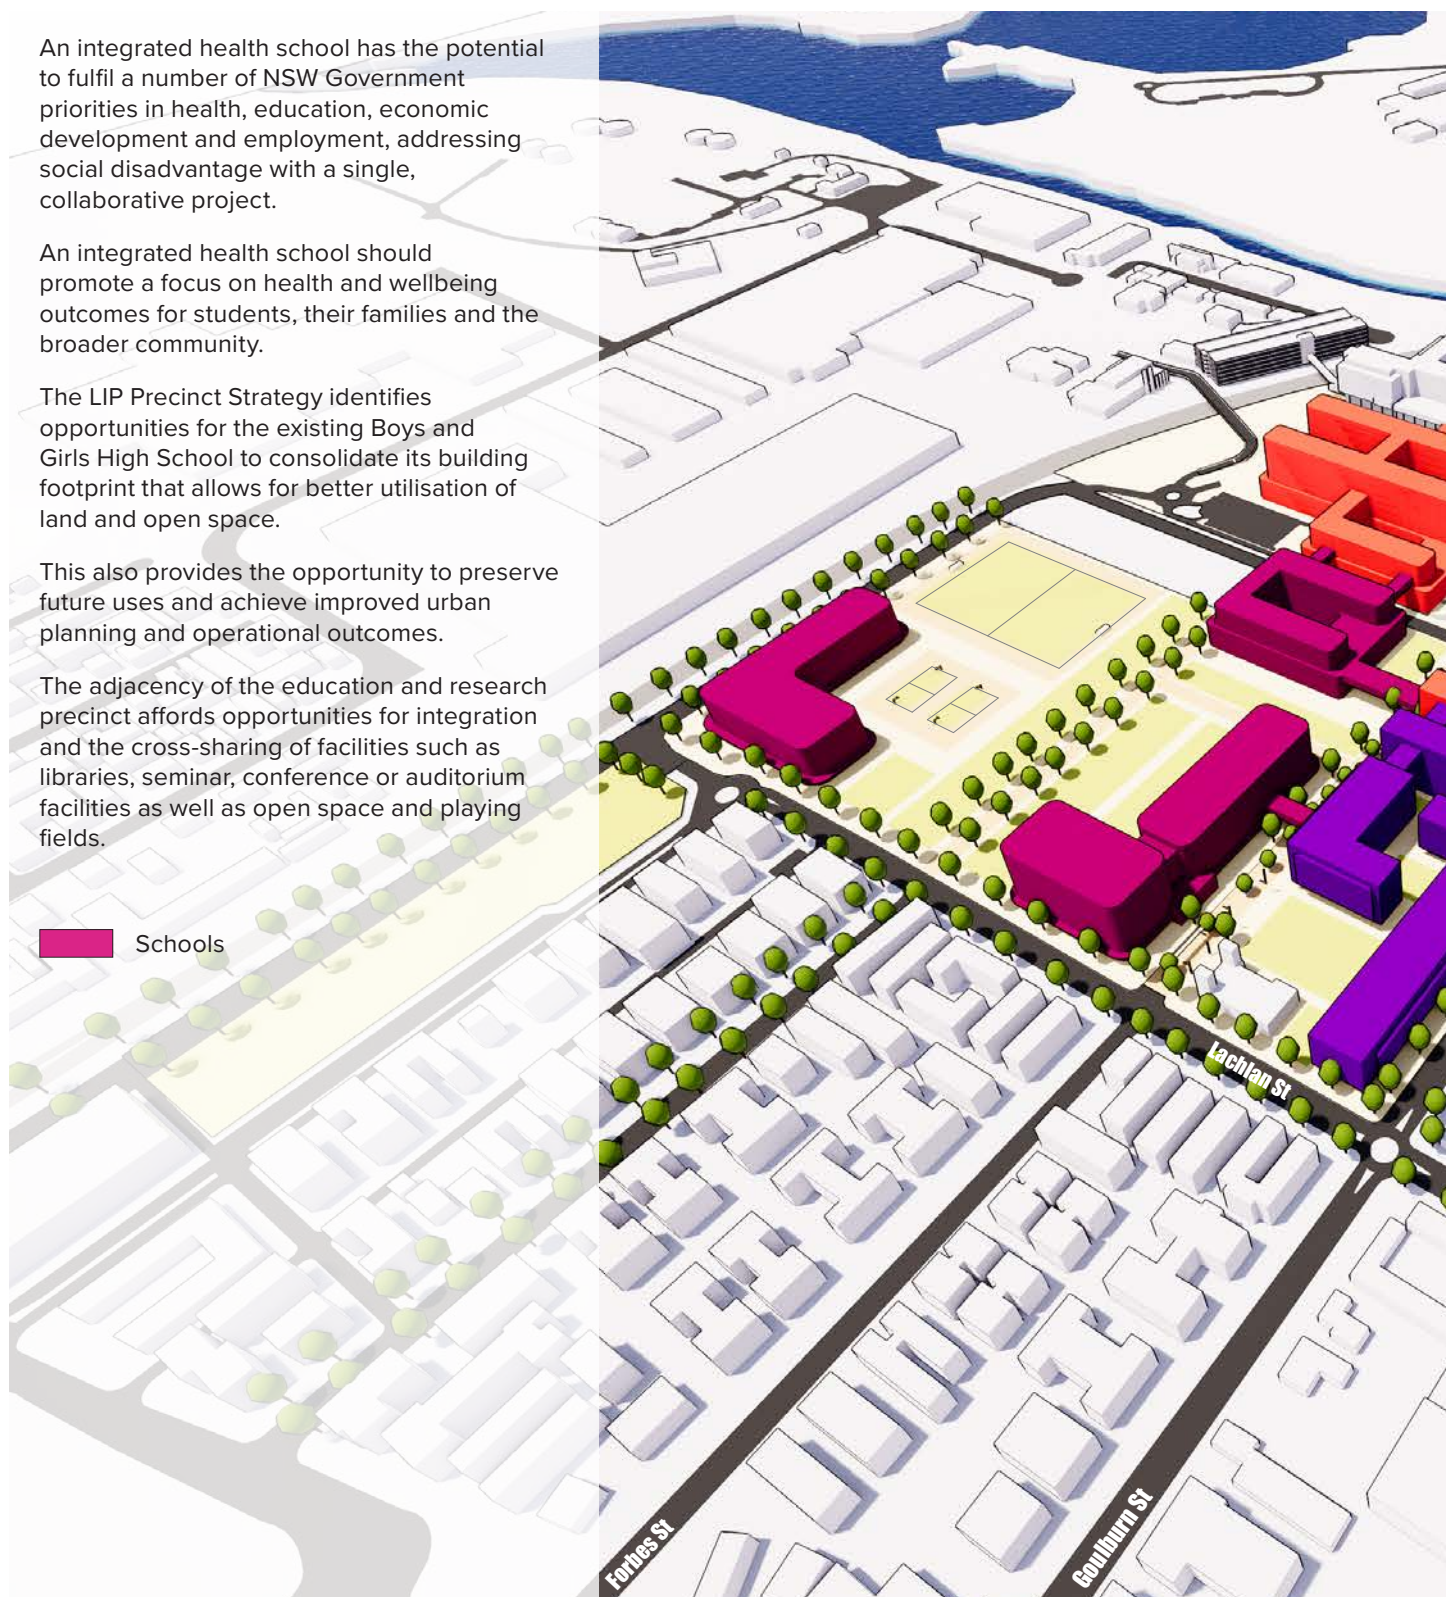 An integrated health school has the potential
to fulfil a number of NSW Government
priorities in health, education, economic
development and employment, addressing
social disadvantage with a single,
collaborative project.
An integrated health school should
promote a focus on health and wellbeing
outcomes for students, their families and the
broader community.
The LIP Precinct Strategy identifies
opportunities for the existing Boys and
Girls High School to consolidate its building
footprint that allows for better utilisation of
land and open space.
This also provides the opportunity to preserve
future uses and achieve improved urban
planning and operational outcomes.
The adjacency of the education and research
precinct affords opportunities for integration
and the cross-sharing of facilities such as
libraries, seminar, conference or auditorium
facilities as well as open space and playing
fields.
Schools
Lachlan St
Forbes St
Goulburn St